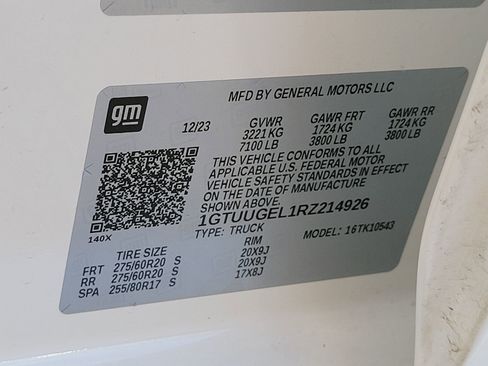 gm
MFD BY GENERAL MOTORS LLC
12/23 GVWR GAWR FRT GAWR RR
3221 KG 1724 KG 1724 KG
7100 LB 3800 LB 3800 LB
THIS VEHICLE CONFORMS TO ALL
APPLICABLE U.S. FEDERAL MOTOR
VEHICLE SAFETY STANDARDS IN EFFECT
ON THE DATE OF MANUFACTURE
SHOWN ABOVE.
1GTUUGEL1RZ214926
140X TYPE: TRUCK MODEL: 16TK10543
TIRE SIZE RIM
FRT 275/60R20 S 20X9J
RR 275/60R20 S 20X9J
SPA 255/80R17 S 17X8J